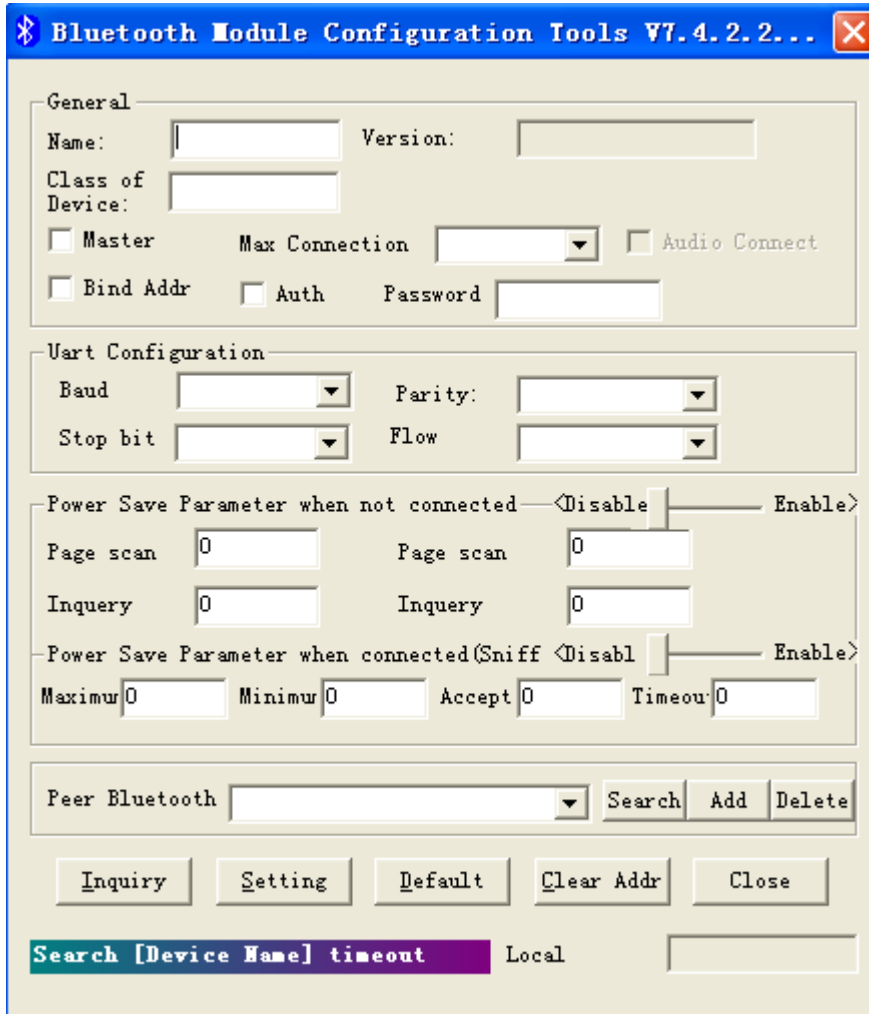 Bluetooth Module Configuration Tools V7.4.2.2...
General
Name: Version:
Class of
Device:
Master Max Connection Audio Connect
Bind Addr Auth Password
Uart Configuration
Baud Parity:
Stop bit Flow
Power Save Parameter when not connected <Disable Enable>
Page scan 0 Page scan 0
Inquery 0 Inquery 0
Power Save Parameter when connected(Sniff <Disabl Enable>
Maximur 0 Minimur 0 Accept 0 Timeou 0
Peer Bluetooth Search Add Delete
Inquiry Setting Default Clear Addr Close
Search [Device Name] timeout Local